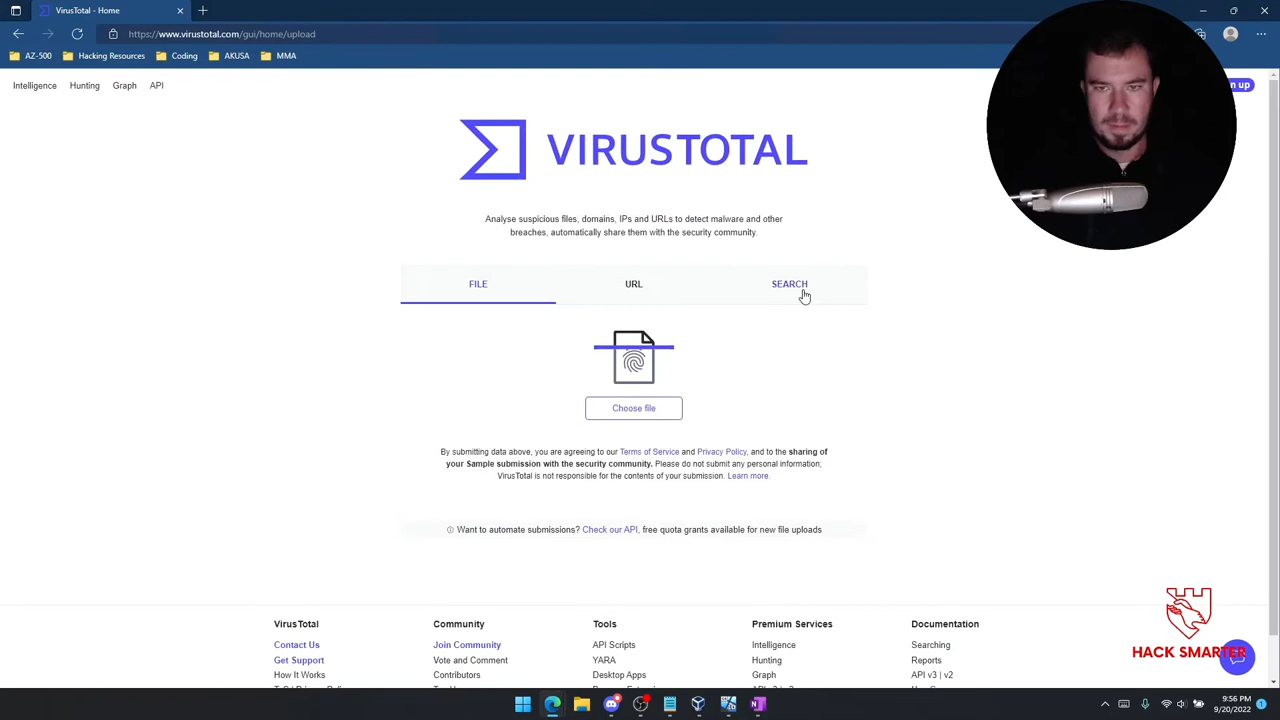 VirusTotal - Home
https://www.virustotal.com/gui/home/upload
AZ-500
Hacking Resources
Coding
AKUSA
MMA
Intelligence
Hunting
Graph
API
n up
VIRUSTOTAL
Analyse suspicious files, domains, IPs and URLs to detect malware and other
breaches, automatically share them with the security community.
FILE
URL
SEARCH
Choose file
By submitting data above, you are agreeing to our Terms of Service and Privacy Policy, and to the sharing of
your Sample submission with the security community. Please do not submit any personal information;
VirusTotal is not responsible for the contents of your submission. Learn more.
Want to automate submissions? Check our API, free quota grants available for new file uploads
VirusTotal
Contact Us
Get Support
How It Works
Community
Join Community
Vote and Comment
Contributors
Tools
API Scripts
YARA
Desktop Apps
Premium Services
Intelligence
Hunting
Graph
Documentation
Searching
Reports
API v3 | v2
HACK SMARTER
9:56 PM
9/20/2022